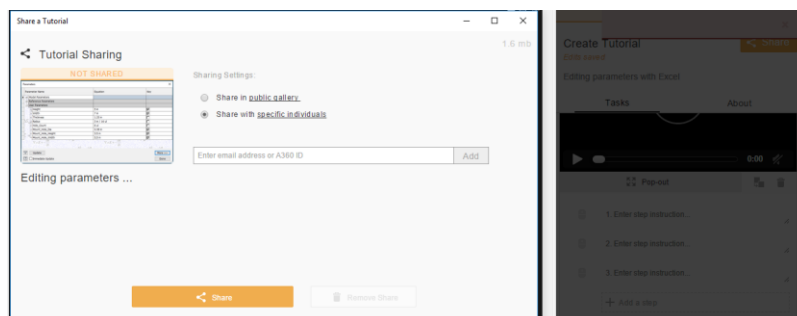 Share a Tutorial
1.6 mb
Tutorial Sharing
NOT SHARED
Sharing Settings:
Share in public gallery
Share with specific individuals
Enter email address or A360 ID
Add
Editing parameters ...
Share
Remove Share
Create Tutorial
Share
Editing parameters with Excel
Tasks
About
0:00
Pop-out
1. Enter step instruction...
2. Enter step instruction...
3. Enter step instruction...
+ Add a step